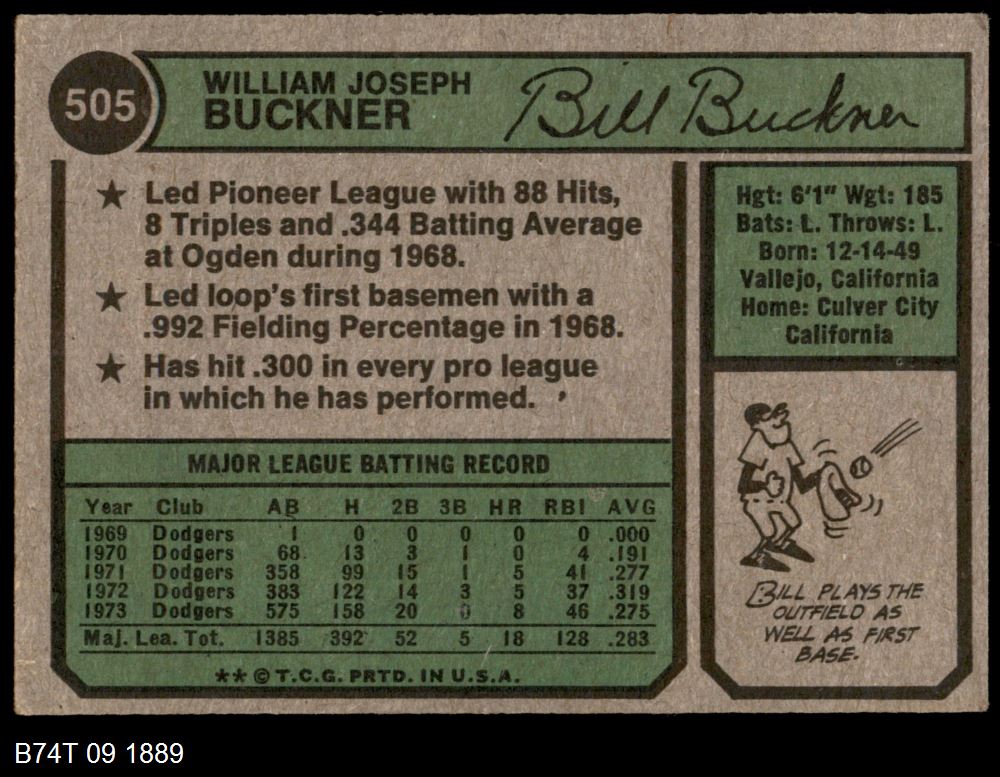 505
WILLIAM JOSEPH
BUCKNER
Bill Buckner
★ Led Pioneer League with 88 Hits,
8 Triples and .344 Batting Average
at Ogden during 1968.
★ Led loop's first basemen with a
.992 Fielding Percentage in 1968.
★ Has hit .300 in every pro league
in which he has performed.
Hgt: 6'1" Wgt: 185
Bats: L. Throws: L.
Born: 12-14-49
Vallejo, California
Home: Culver City
California
MAJOR LEAGUE BATTING RECORD
Year Club AB H 2B 3B HR RBI AVG
1969 Dodgers 1 0 0 0 0 0 .000
1970 Dodgers 68 13 3 1 0 4 .191
1971 Dodgers 358 99 15 1 5 41 .277
1972 Dodgers 383 122 14 3 5 37 .319
1973 Dodgers 575 158 20 0 8 46 .275
Maj. Lea. Tot. 1385 392 52 5 18 128 .283
★★ © T.C.G. PRTD. IN U.S.A.
BILL PLAYS THE
OUTFIELD AS
WELL AS FIRST
BASE.
B74T 09 1889